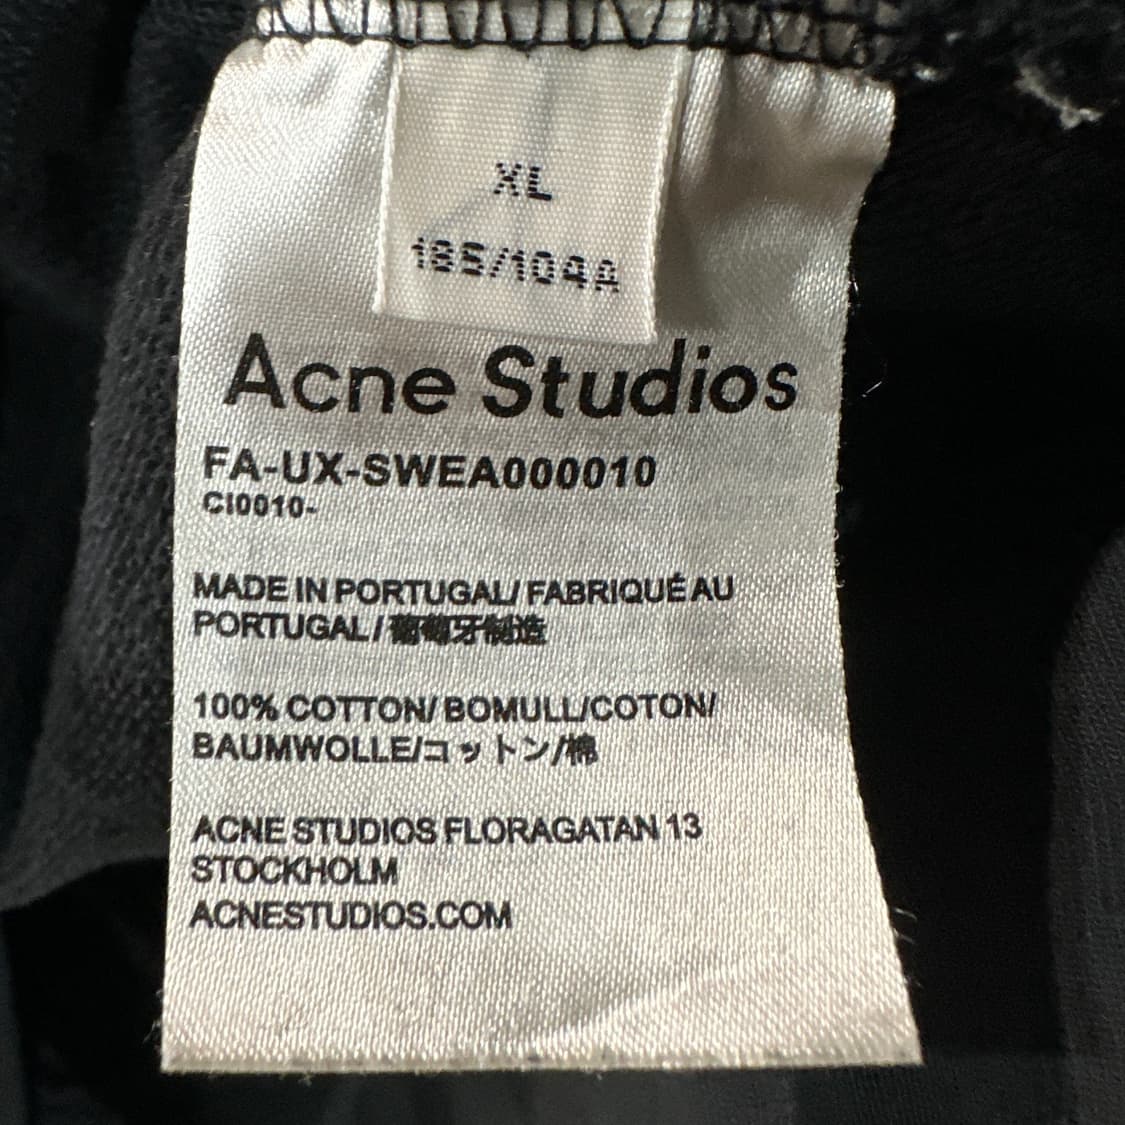 XL
185/104A
Acne Studios
FA-UX-SWEA000010
CI0010-
MADE IN PORTUGAL/ FABRIQUÉ AU
PORTUGAL / 葡萄牙制造
100% COTTON/ BOMULL/COTON/
BAUMWOLLE/コットン/棉
ACNE STUDIOS FLORAGATAN 13
STOCKHOLM
ACNESTUDIOS.COM